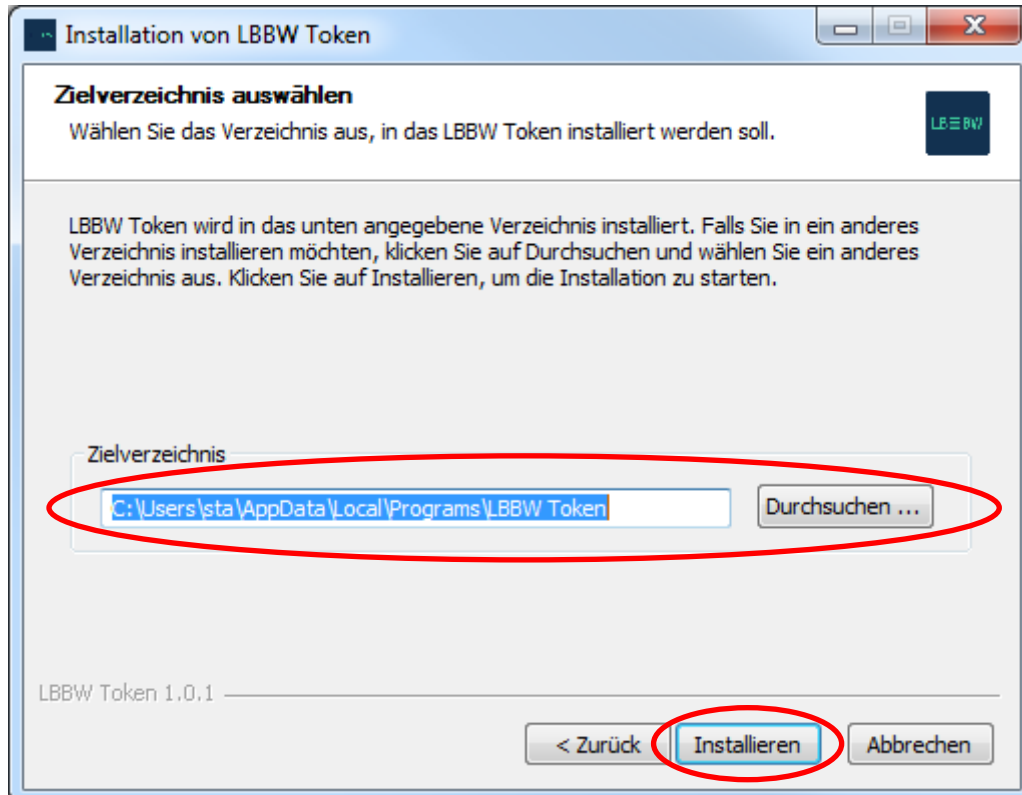 Installation von LBBW Token
Zielverzeichnis auswählen
Wählen Sie das Verzeichnis aus, in das LBBW Token installiert werden soll.
LB☰BW
LBBW Token wird in das unten angegebene Verzeichnis installiert. Falls Sie in ein anderes
Verzeichnis installieren möchten, klicken Sie auf Durchsuchen und wählen Sie ein anderes
Verzeichnis aus. Klicken Sie auf Installieren, um die Installation zu starten.
Zielverzeichnis
C:\Users\sta\AppData\Local\Programs\LBBW Token
Durchsuchen ...
LBBW Token 1.0.1
< Zurück
Installieren
Abbrechen